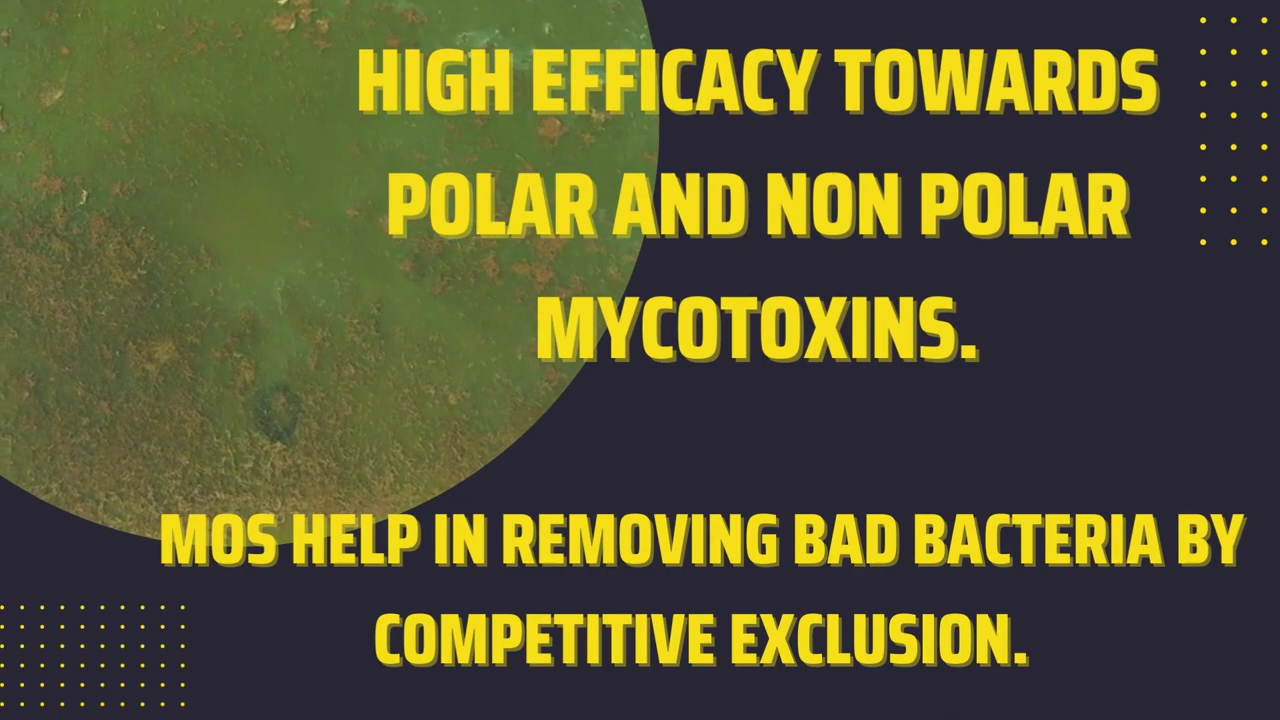 HIGH EFFICACY TOWARDS
POLAR AND NON POLAR
MYCOTOXINS.
MOS HELP IN REMOVING BAD BACTERIA BY
COMPETITIVE EXCLUSION.